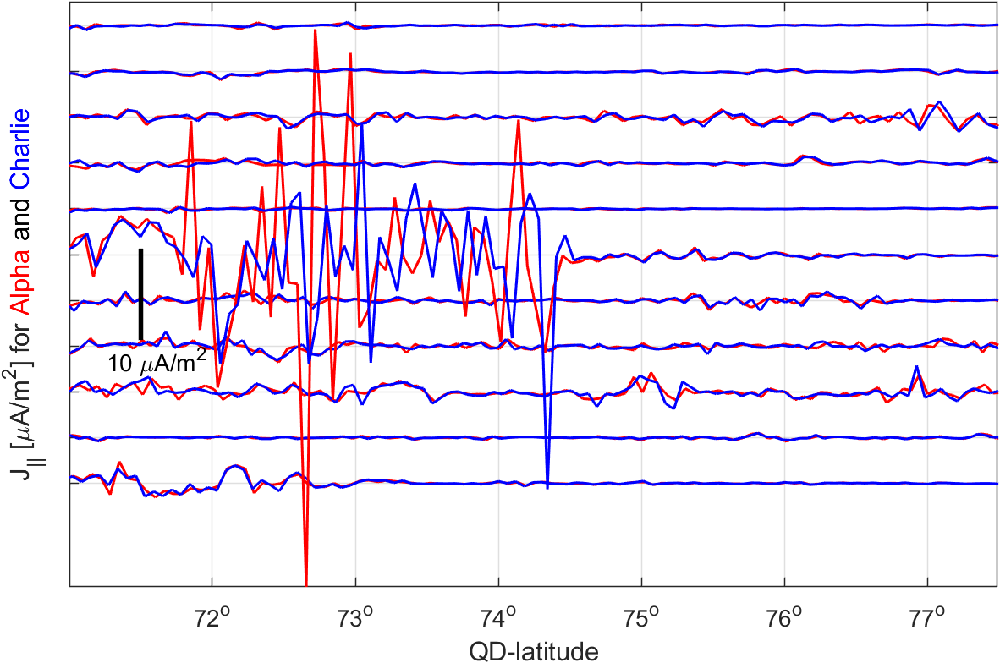 J∥ [μA/m²] for Alpha and Charlie
10 μA/m²
72° 73° 74° 75° 76° 77°
QD-latitude